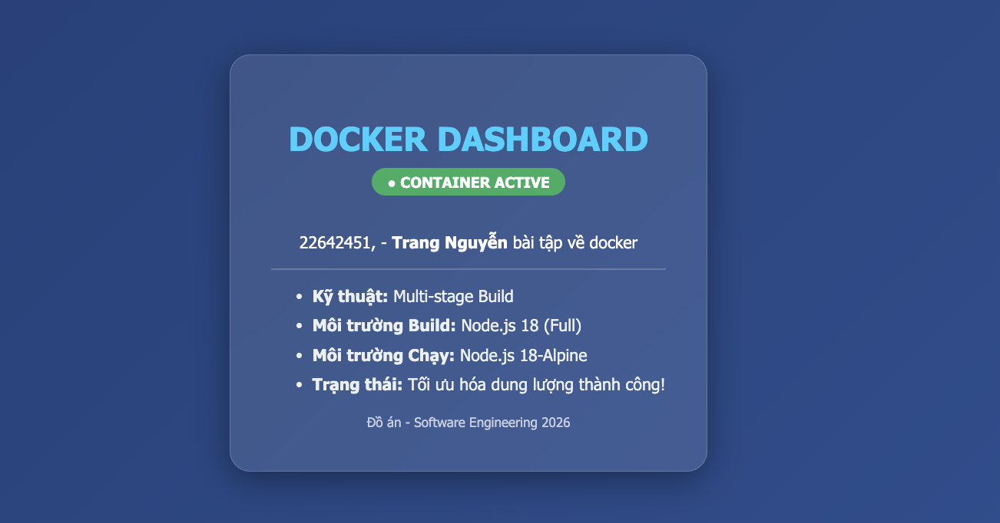 DOCKER DASHBOARD
● CONTAINER ACTIVE
22642451, - Trang Nguyễn bài tập về docker
• Kỹ thuật: Multi-stage Build
• Môi trường Build: Node.js 18 (Full)
• Môi trường Chạy: Node.js 18-Alpine
• Trạng thái: Tối ưu hóa dung lượng thành công!
Đồ án - Software Engineering 2026